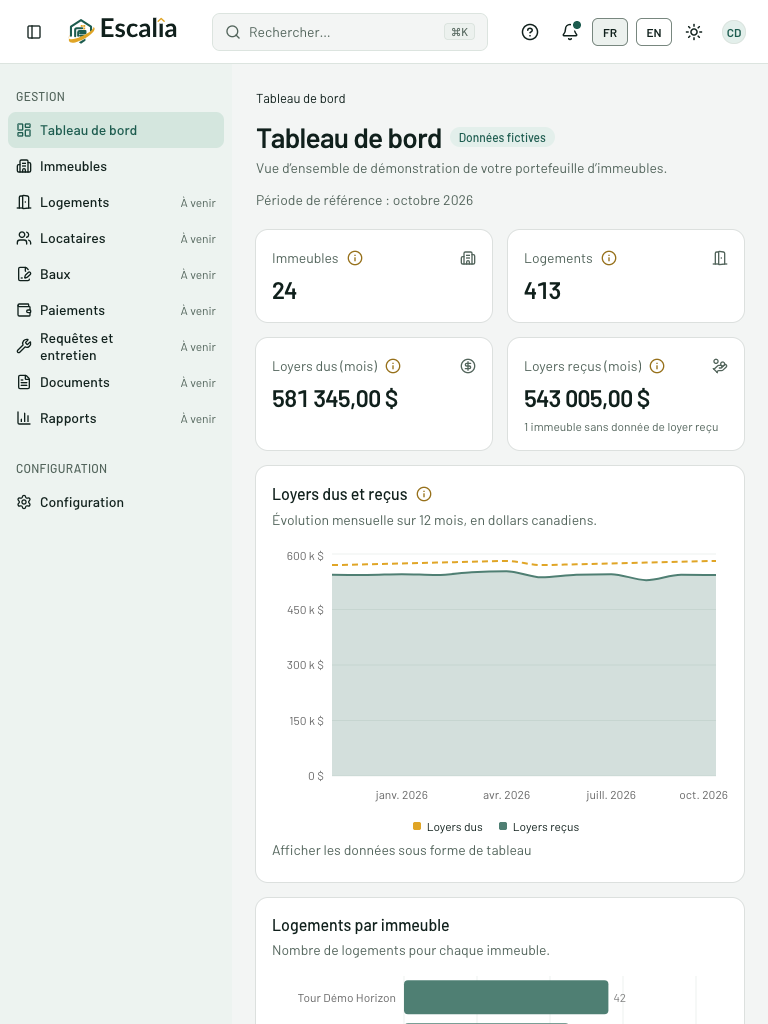 Escalia
Rechercher...
⌘K
FR
EN
CD
GESTION
Tableau de bord
Immeubles
Logements À venir
Locataires À venir
Baux À venir
Paiements À venir
Requêtes et entretien À venir
Documents À venir
Rapports À venir
CONFIGURATION
Configuration
Tableau de bord
Tableau de bord Données fictives
Vue d'ensemble de démonstration de votre portefeuille d'immeubles.
Période de référence : octobre 2026
Immeubles
24
Logements
413
Loyers dus (mois)
581 345,00 $
Loyers reçus (mois)
543 005,00 $
1 immeuble sans donnée de loyer reçu
Loyers dus et reçus
Évolution mensuelle sur 12 mois, en dollars canadiens.
600 k $
450 k $
300 k $
150 k $
0 $
janv. 2026 avr. 2026 juill. 2026 oct. 2026
Loyers dus Loyers reçus
Afficher les données sous forme de tableau
Logements par immeuble
Nombre de logements pour chaque immeuble.
Tour Démo Horizon 42